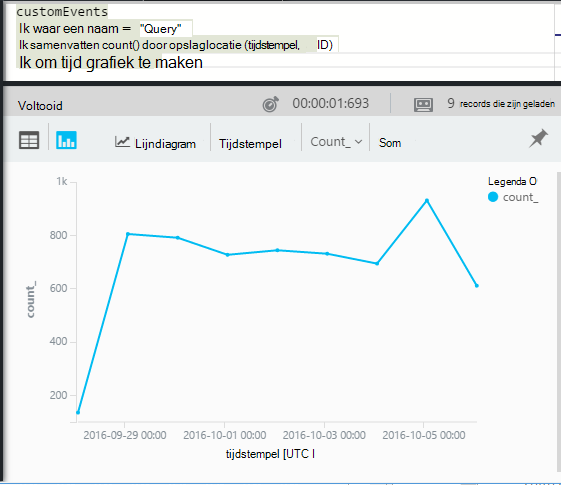 customEvents
Ik waar een naam = "Query"
Ik samenvatten count() door opslaglocatie (tijdstempel, ID)
Ik om tijd grafiek te maken
Voltooid 00:00:01:693 9 records die zijn geladen
Lijndiagram Tijdstempel Count_ Som
Legenda O
count_
1k
800
600
400
200
count_
2016-09-29 00:00 2016-10-01 00:00 2016-10-03 00:00 2016-10-05 00:00
tijdstempel [UTC I